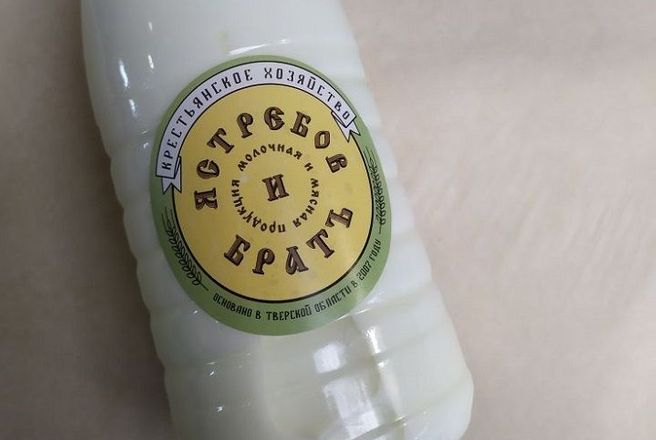 КРЕСТЬЯНСКОЕ ХОЗЯЙСТВО
ЯСТРЕБОВ
И
БРАТЪ
МОЛОЧНАЯ И МЯСНАЯ ПРОДУКЦИЯ
ОСНОВАНО В ТВЕРСКОЙ ОБЛАСТИ В 2007 ГОДУ